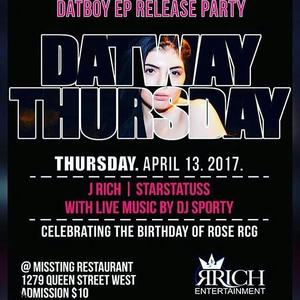 DATBOY EP RELEASE PARTY
DATWAY
THURSDAY
THURSDAY. APRIL 13. 2017.
J RICH | STARSTATUSS
WITH LIVE MUSIC BY DJ SPORTY
CELEBRATING THE BIRTHDAY OF ROSE RCG
@ MISSTING RESTAURANT
1279 QUEEN STREET WEST
ADMISSION $10
RRICH
ENTERTAINMENT